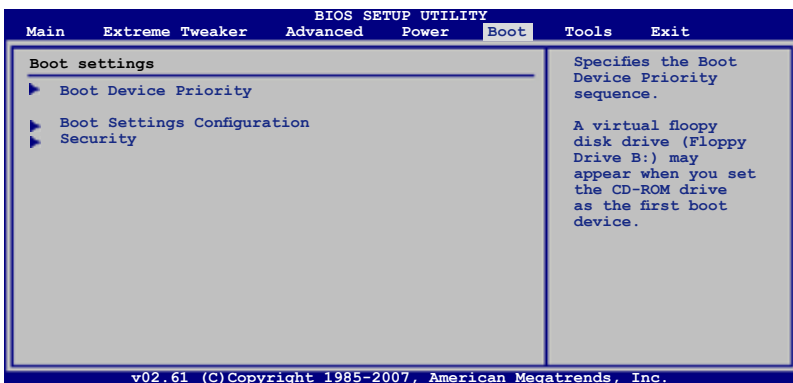 BIOS SETUP UTILITY
Main Extreme Tweaker Advanced Power Boot Tools Exit
Boot settings
Boot Device Priority
Boot Settings Configuration
Security
Specifies the Boot
Device Priority
sequence.
A virtual floopy
disk drive (Floppy
Drive B:) may
appear when you set
the CD-ROM drive
as the first boot
device.
v02.61 (C)Copyright 1985-2007, American Megatrends, Inc.